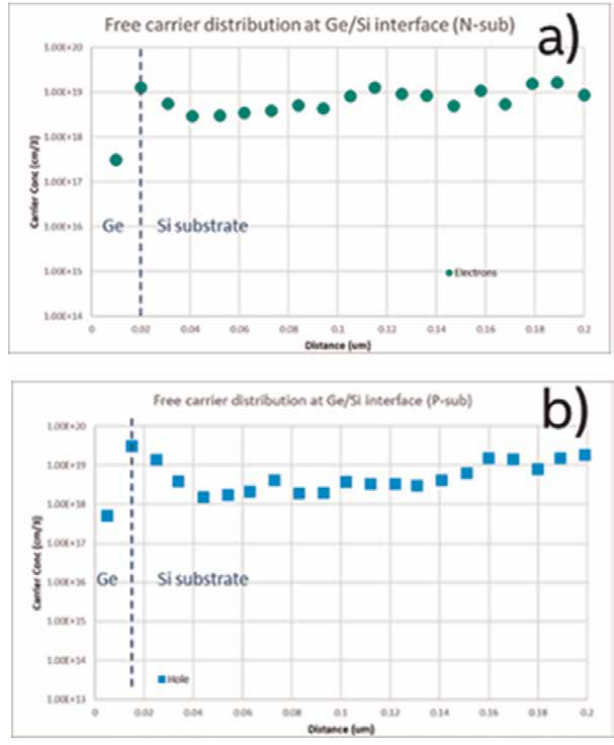 Free carrier distribution at Ge/Si interface (N-sub)
a)
1.00E+20
1.00E+19
1.00E+18
1.00E+17
1.00E+16
1.00E+15
1.00E+14
Carrier Conc (cm/3)
Ge
Si substrate
Electrons
0
0.02
0.04
0.06
0.08
0.1
0.12
0.14
0.16
0.18
0.2
Distance (um)
Free carrier distribution at Ge/Si interface (P-sub)
b)
1.00E+20
1.00E+19
1.00E+18
1.00E+17
1.00E+16
1.00E+15
1.00E+14
1.00E+13
Carrier Conc (cm/3)
Ge
Si substrate
Hole
0
0.02
0.04
0.06
0.08
0.1
0.12
0.14
0.16
0.18
0.2
Distance (um)